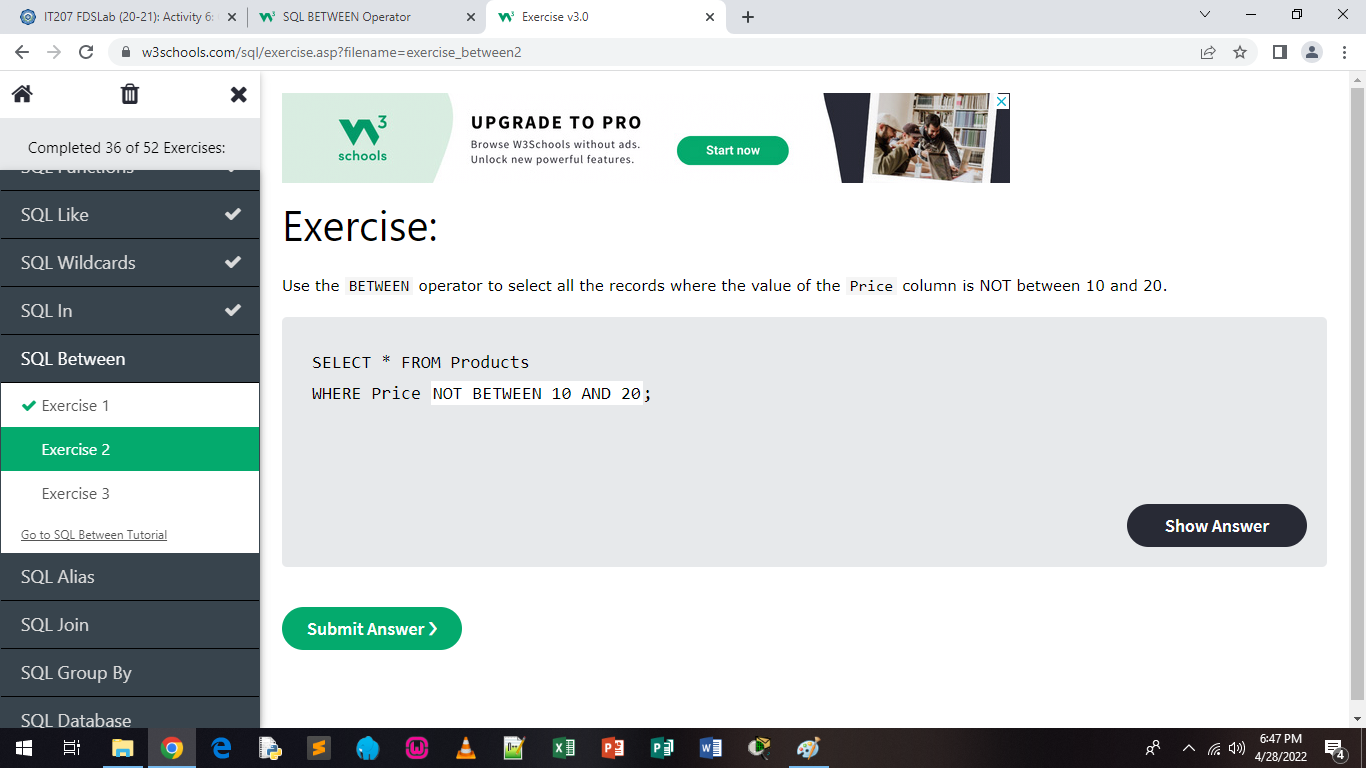 IT207 FDSLab (20-21): Activity 6:
SQL BETWEEN Operator
Exercise v3.0
w3schools.com/sql/exercise.asp?filename=exercise_between2
Completed 36 of 52 Exercises:
SQL Functions
SQL Like
SQL Wildcards
SQL In
SQL Between
Exercise 1
Exercise 2
Exercise 3
Go to SQL Between Tutorial
SQL Alias
SQL Join
SQL Group By
SQL Database
3
schools
UPGRADE TO PRO
Browse W3Schools without ads.
Unlock new powerful features.
Start now
Exercise:
Use the BETWEEN operator to select all the records where the value of the Price column is NOT between 10 and 20.
SELECT * FROM Products
WHERE Price NOT BETWEEN 10 AND 20;
Show Answer
Submit Answer ❯
6:47 PM
4/28/2022
4